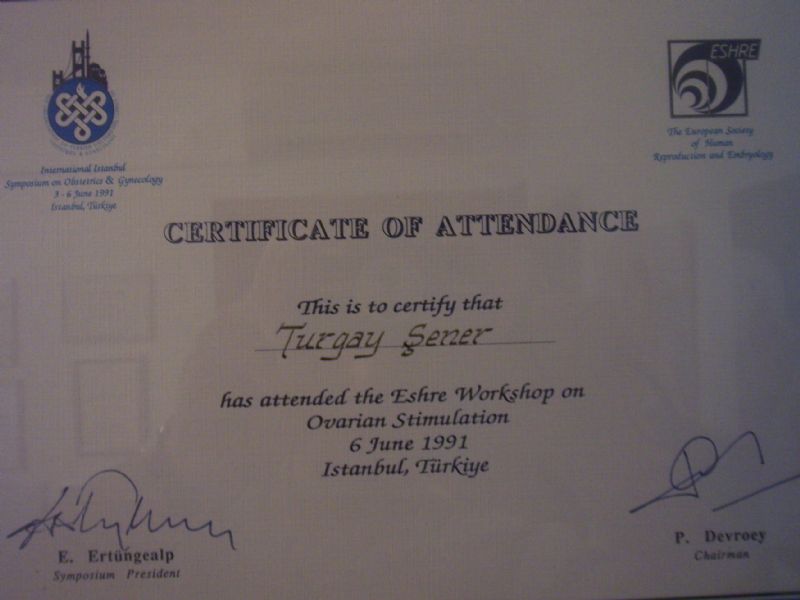 ESHRE
The European Society
of Human
Reproduction and Embryology
International Istanbul
Symposium on Obstetrics & Gynecology
3 - 6 June 1991
İstanbul, Türkiye
CERTIFICATE OF ATTENDANCE
This is to certify that
Turgay Şener
has attended the Eshre Workshop on
Ovarian Stimulation
6 June 1991
Istanbul, Türkiye
E. Ertüngealp
Symposium President
P. Devroey
Chairman